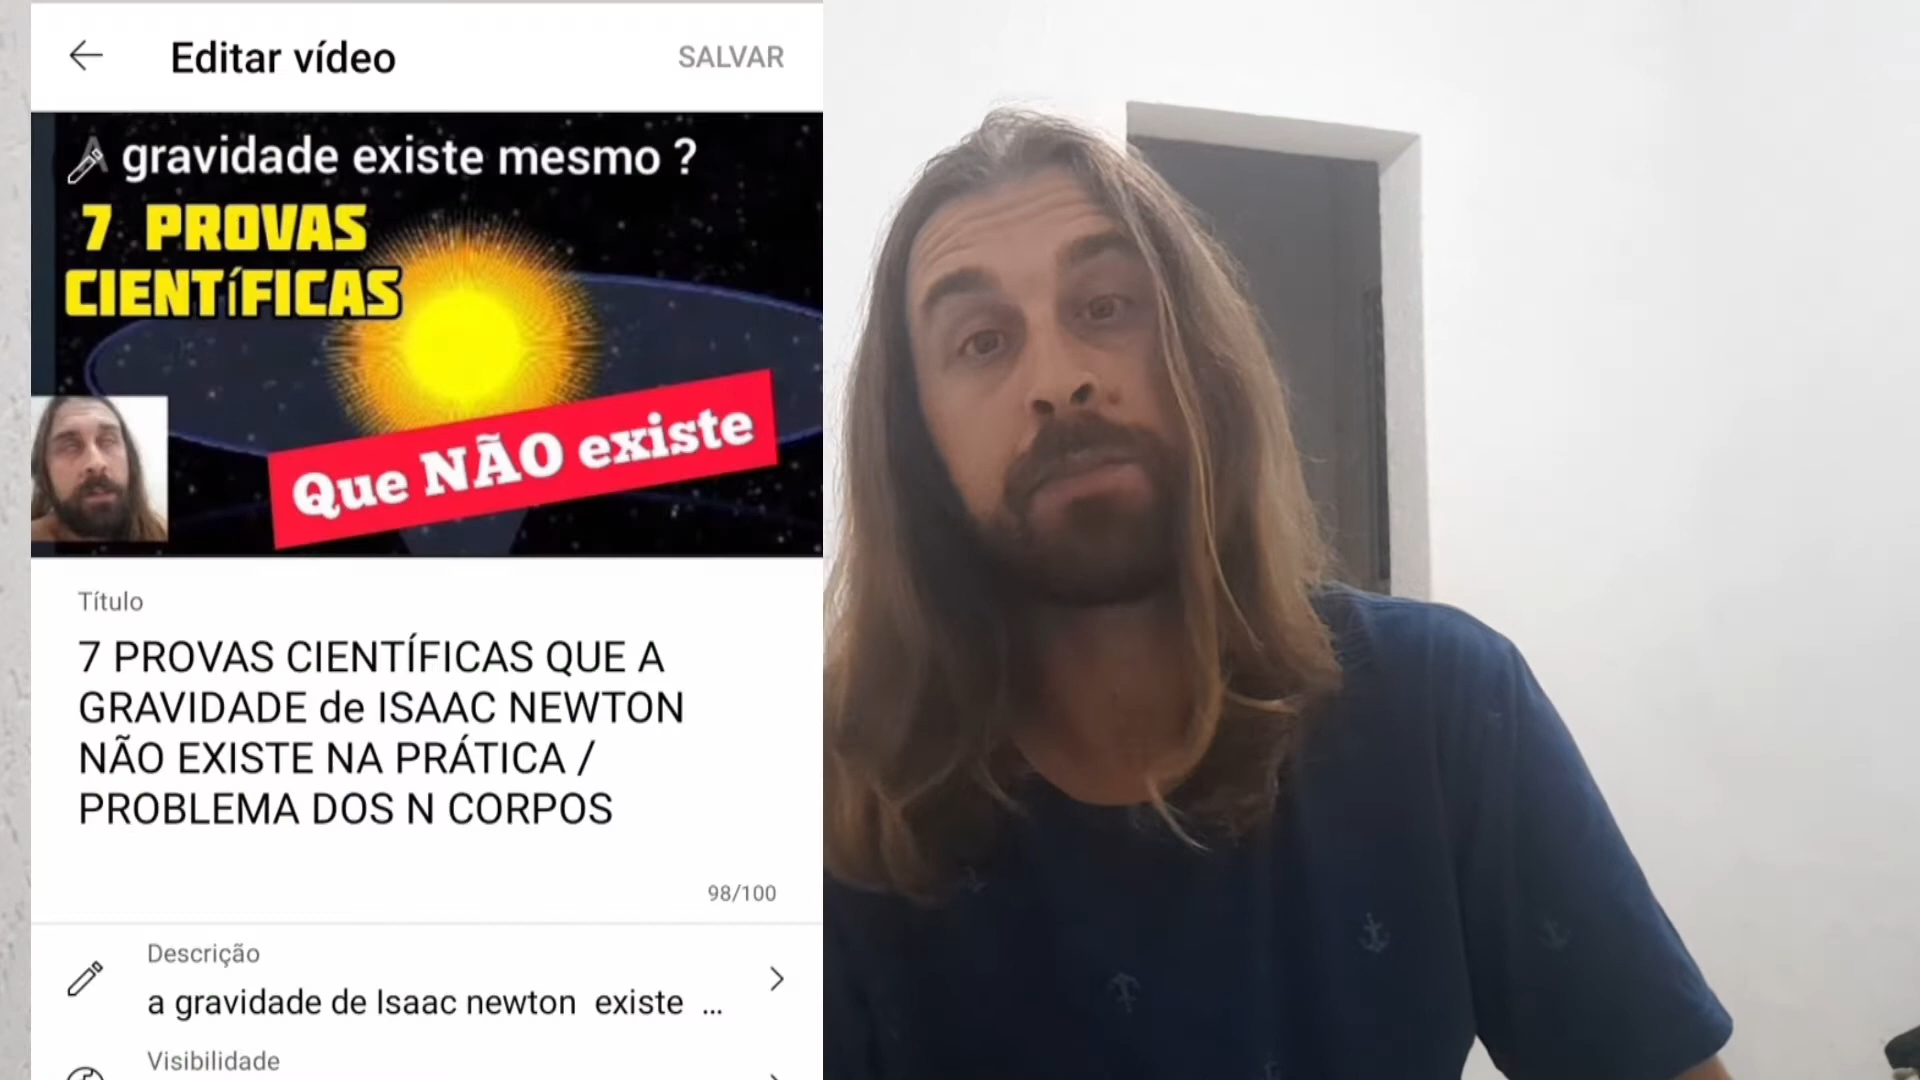 Editar vídeo
SALVAR
gravidade existe mesmo ?
7 PROVAS
CIENTíFICAS
Que NÃO existe
Título
7 PROVAS CIENTÍFICAS QUE A
GRAVIDADE de ISAAC NEWTON
NÃO EXISTE NA PRÁTICA /
PROBLEMA DOS N CORPOS
98/100
Descrição
a gravidade de Isaac newton existe ...
Visibilidade